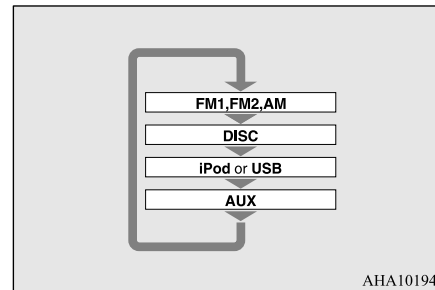 FM1,FM2,AM
DISC
iPod or USB
AUX
AHA10194